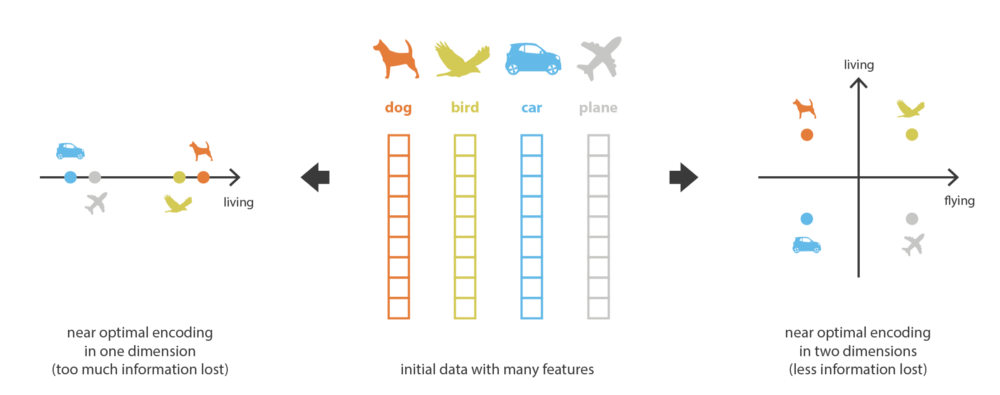 living
near optimal encoding
in one dimension
(too much information lost)
dog
bird
car
plane
initial data with many features
living
flying
near optimal encoding
in two dimensions
(less information lost)